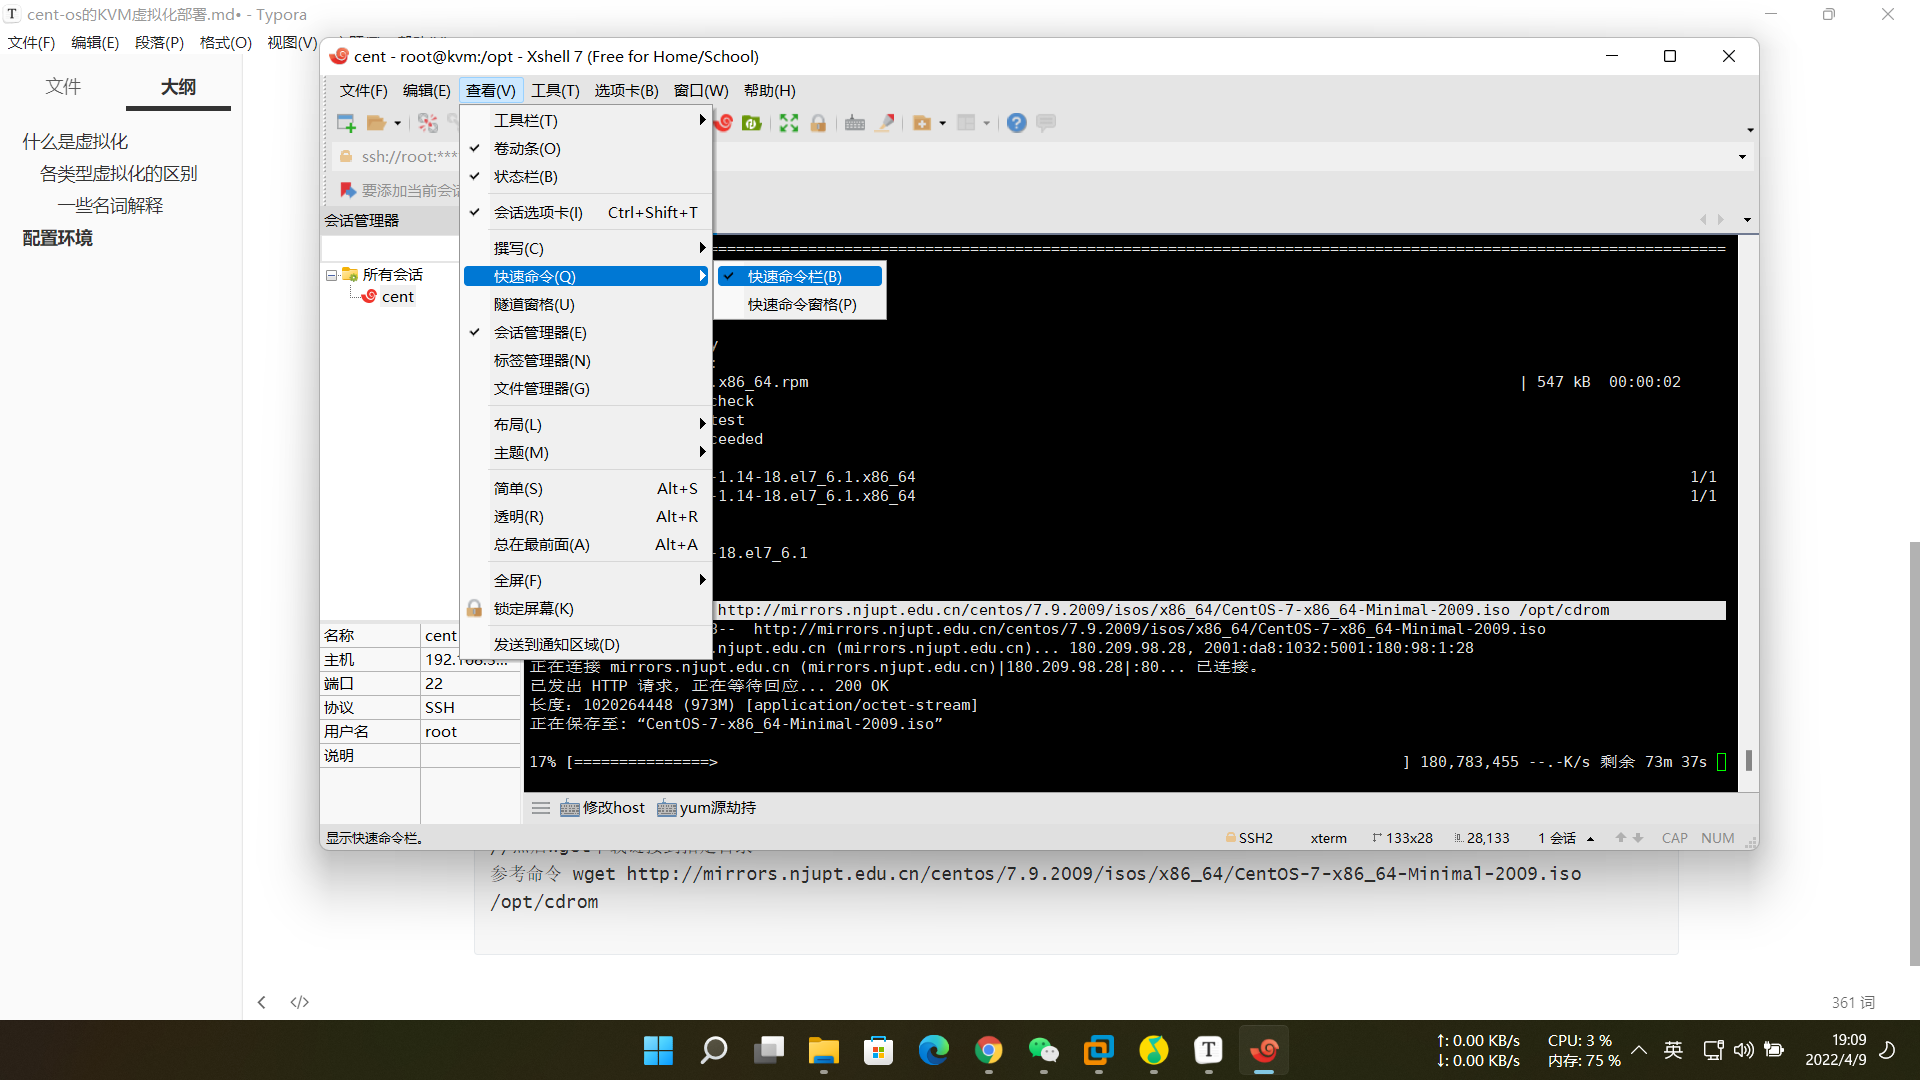 cent-os的KVM虚拟化部署.md• - Typora
文件(F) 编辑(E) 段落(P) 格式(O) 视图(V)
文件 大纲
什么是虚拟化
各类型虚拟化的区别
一些名词解释
配置环境
cent - root@kvm:/opt - Xshell 7 (Free for Home/School)
文件(F) 编辑(E) 查看(V) 工具(T) 选项卡(B) 窗口(W) 帮助(H)
ssh://root:****
要添加当前会话
会话管理器
所有会话
cent
工具栏(T)
卷动条(O)
状态栏(B)
会话选项卡(I) Ctrl+Shift+T
撰写(C)
快速命令(Q)
隧道窗格(U)
会话管理器(E)
标签管理器(N)
文件管理器(G)
布局(L)
主题(M)
简单(S) Alt+S
透明(R) Alt+R
总在最前面(A) Alt+A
全屏(F)
锁定屏幕(K)
发送到通知区域(D)
快速命令栏(B)
快速命令窗格(P)
.x86_64.rpm | 547 kB 00:00:02
check
test
ceeded
-1.14-18.el7_6.1.x86_64 1/1
-1.14-18.el7_6.1.x86_64 1/1
-18.el7_6.1
http://mirrors.njupt.edu.cn/centos/7.9.2009/isos/x86_64/CentOS-7-x86_64-Minimal-2009.iso /opt/cdrom
-- http://mirrors.njupt.edu.cn/centos/7.9.2009/isos/x86_64/CentOS-7-x86_64-Minimal-2009.iso
.njupt.edu.cn (mirrors.njupt.edu.cn)... 180.209.98.28, 2001:da8:1032:5001:180:98:1:28
正在连接 mirrors.njupt.edu.cn (mirrors.njupt.edu.cn)|180.209.98.28|:80... 已连接。
已发出 HTTP 请求，正在等待回应... 200 OK
长度：1020264448 (973M) [application/octet-stream]
正在保存至: “CentOS-7-x86_64-Minimal-2009.iso”
17% [===============> ] 180,783,455 --.-K/s 剩余 73m 37s
名称 cent
主机 192.168.5...
端口 22
协议 SSH
用户名 root
说明
修改host yum源劫持
显示快速命令栏。
SSH2 xterm 133x28 28,133 1 会话 CAP NUM
参考命令 wget http://mirrors.njupt.edu.cn/centos/7.9.2009/isos/x86_64/CentOS-7-x86_64-Minimal-2009.iso
/opt/cdrom
361 词
↑: 0.00 KB/s
↓: 0.00 KB/s
CPU: 3 %
内存: 75 %
英
19:09
2022/4/9